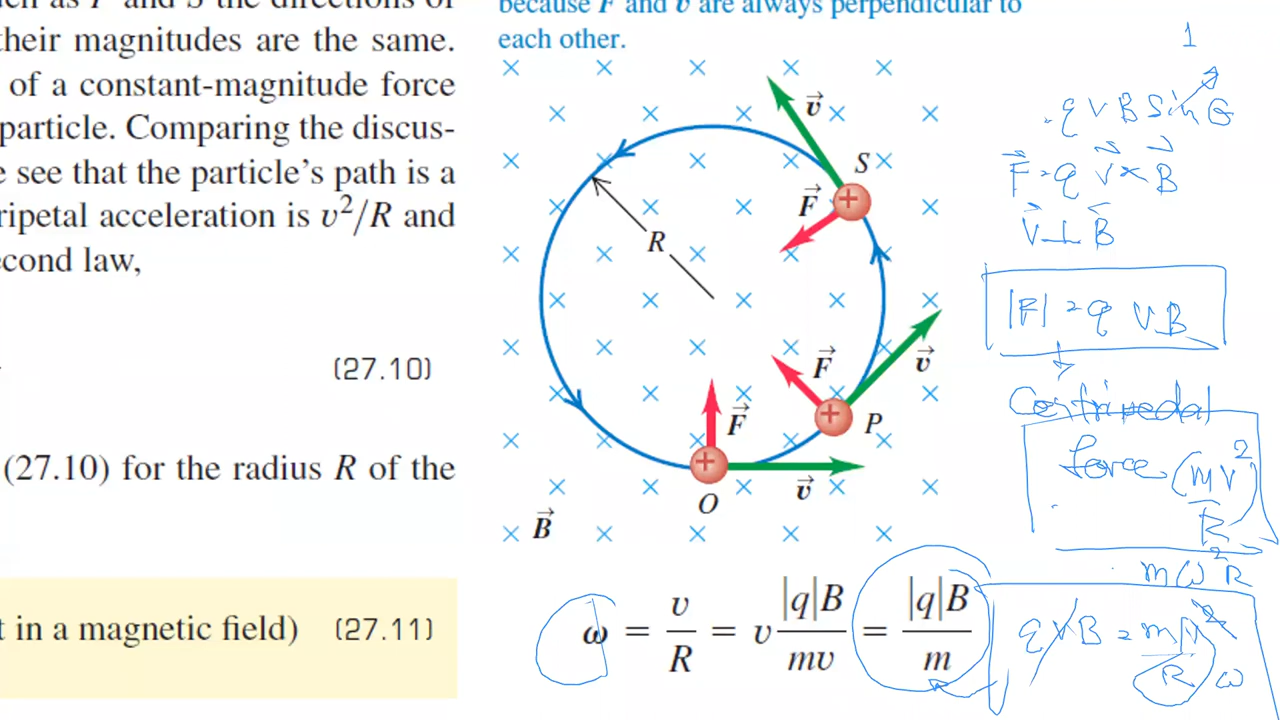 such as P and S the directions of
their magnitudes are the same.
of a constant-magnitude force
particle. Comparing the discus-
e see that the particle's path is a
ripetal acceleration is v²/R and
econd law,
(27.10)
(27.10) for the radius R of the
t in a magnetic field) (27.11)
because F⃗ and v⃗ are always perpendicular to
each other.
v⃗
S
F⃗
R
F⃗
v⃗
P
F⃗
v⃗
O
B⃗
ω = v/R = v |q|B/mv = |q|B/m
1
q v B sin θ
F⃗ = q v⃗ × B⃗
v⃗ ⊥ B⃗
|F| = q v B
Centripedal
force (mv²/R)
mω²R
q v B = mv²/R ω